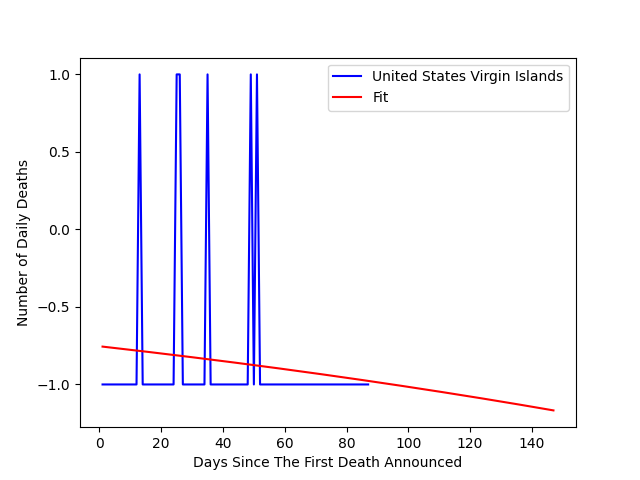 United States Virgin Islands
Fit
1.0
0.5
0.0
−0.5
−1.0
Number of Daily Deaths
0 20 40 60 80 100 120 140
Days Since The First Death Announced